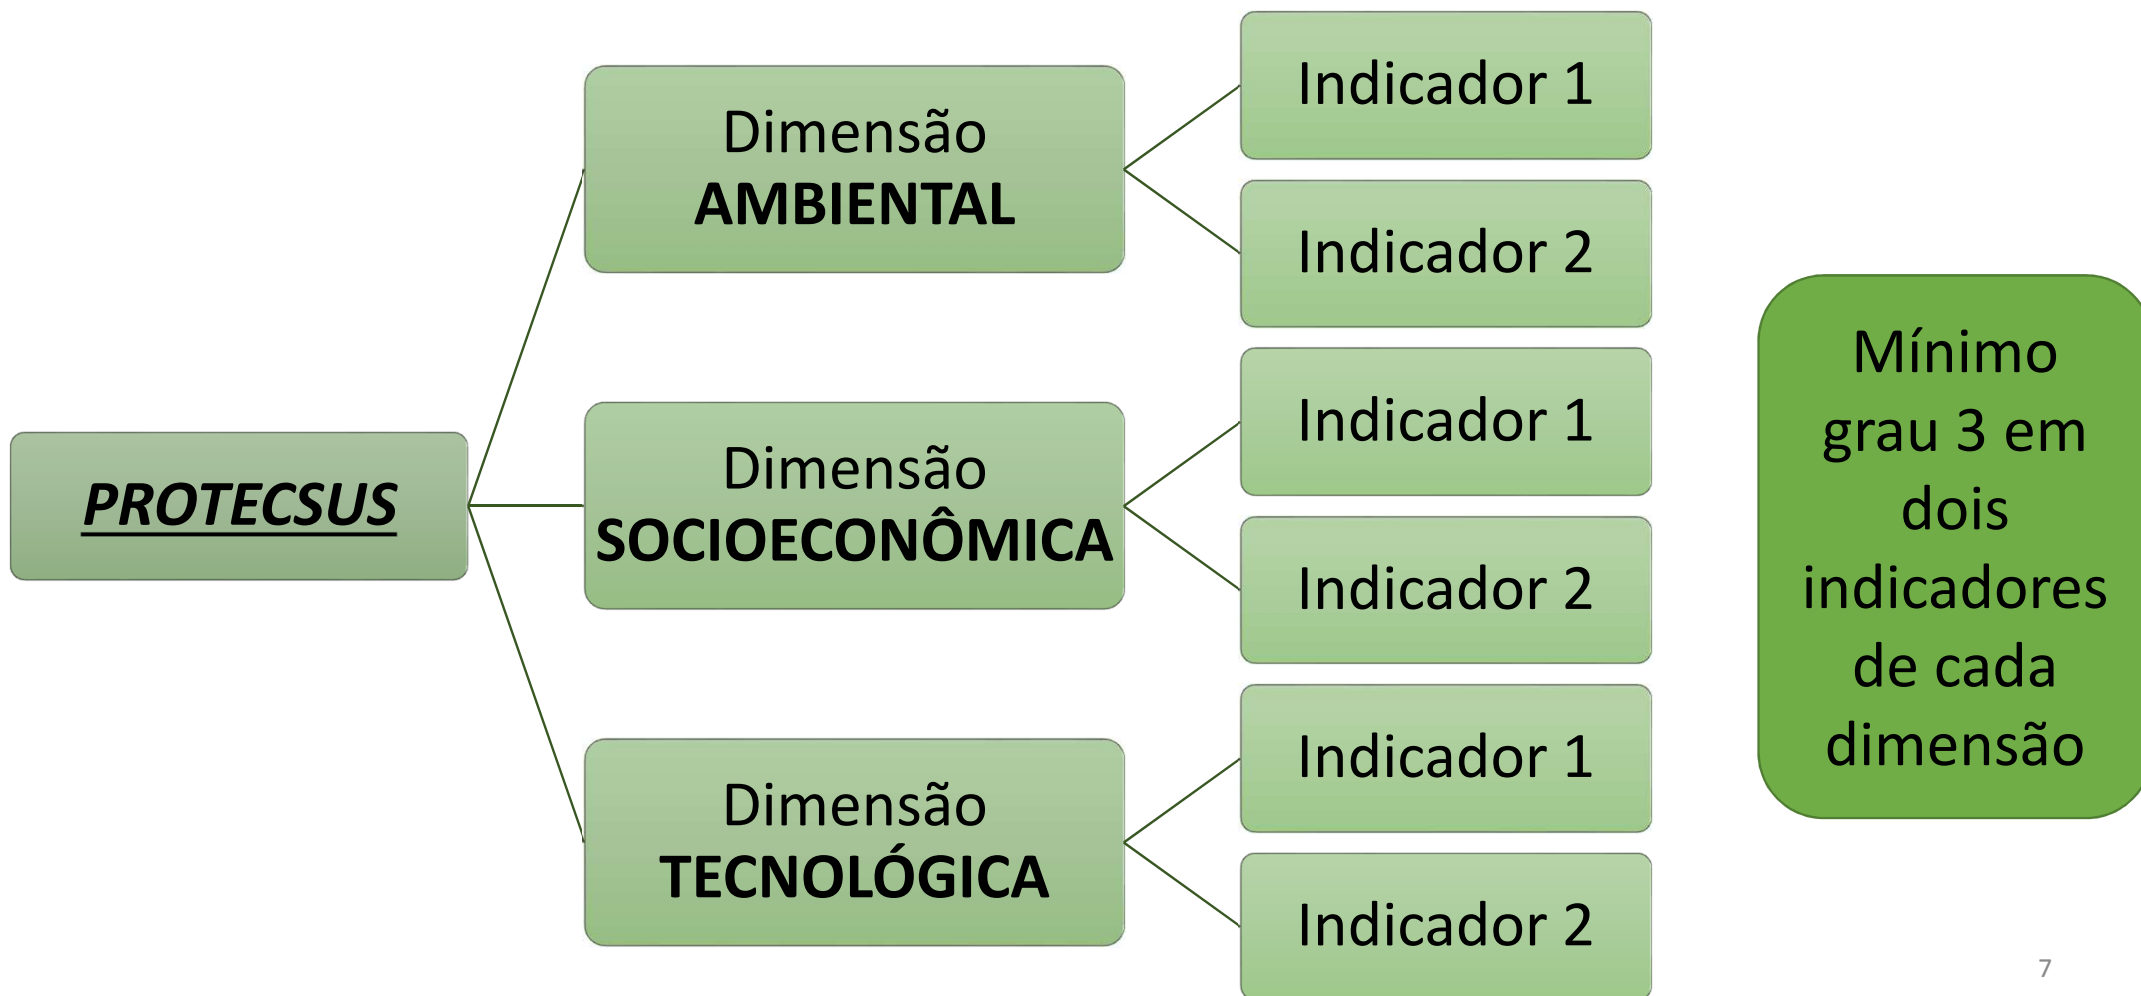 PROTECSUS
Dimensão
AMBIENTAL
Indicador 1
Indicador 2
Dimensão
SOCIOECONÔMICA
Indicador 1
Indicador 2
Dimensão
TECNOLÓGICA
Indicador 1
Indicador 2
Mínimo
grau 3 em
dois
indicadores
de cada
dimensão
7